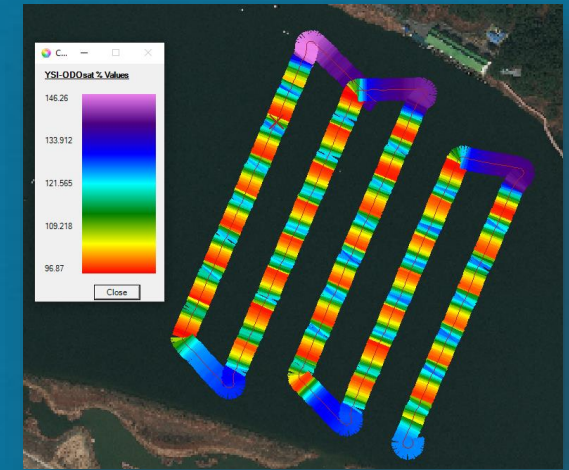 C...
YSI-ODOsat % Values
146.26
133.912
121.565
109.218
96.87
Close